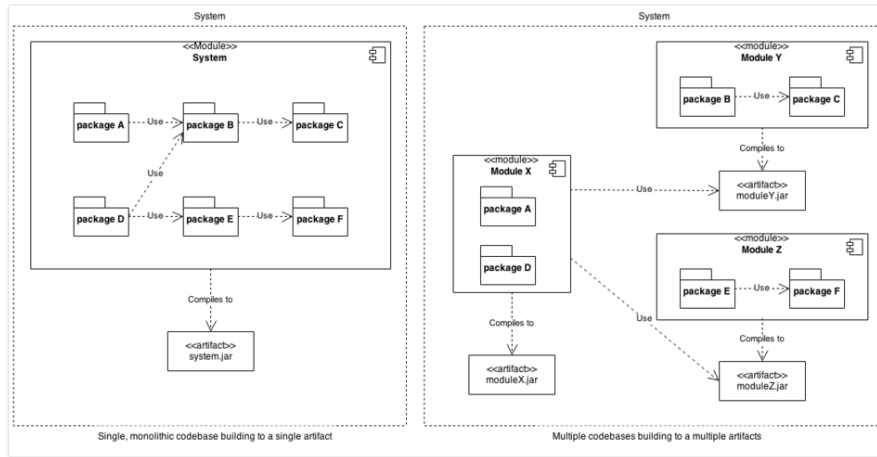 System
<<Module>>
System
package A
Use
package B
Use
package C
Use
package D
Use
package E
Use
package F
Compiles to
<<artifact>>
system.jar
Single, monolithic codebase building to a single artifact
System
<<module>>
Module Y
package B
Use
package C
Compiles to
<<artifact>>
moduleY.jar
<<module>>
Module X
package A
package D
Use
Use
Compiles to
<<artifact>>
moduleX.jar
<<module>>
Module Z
package E
Use
package F
Compiles to
<<artifact>>
moduleZ.jar
Multiple codebases building to a multiple artifacts